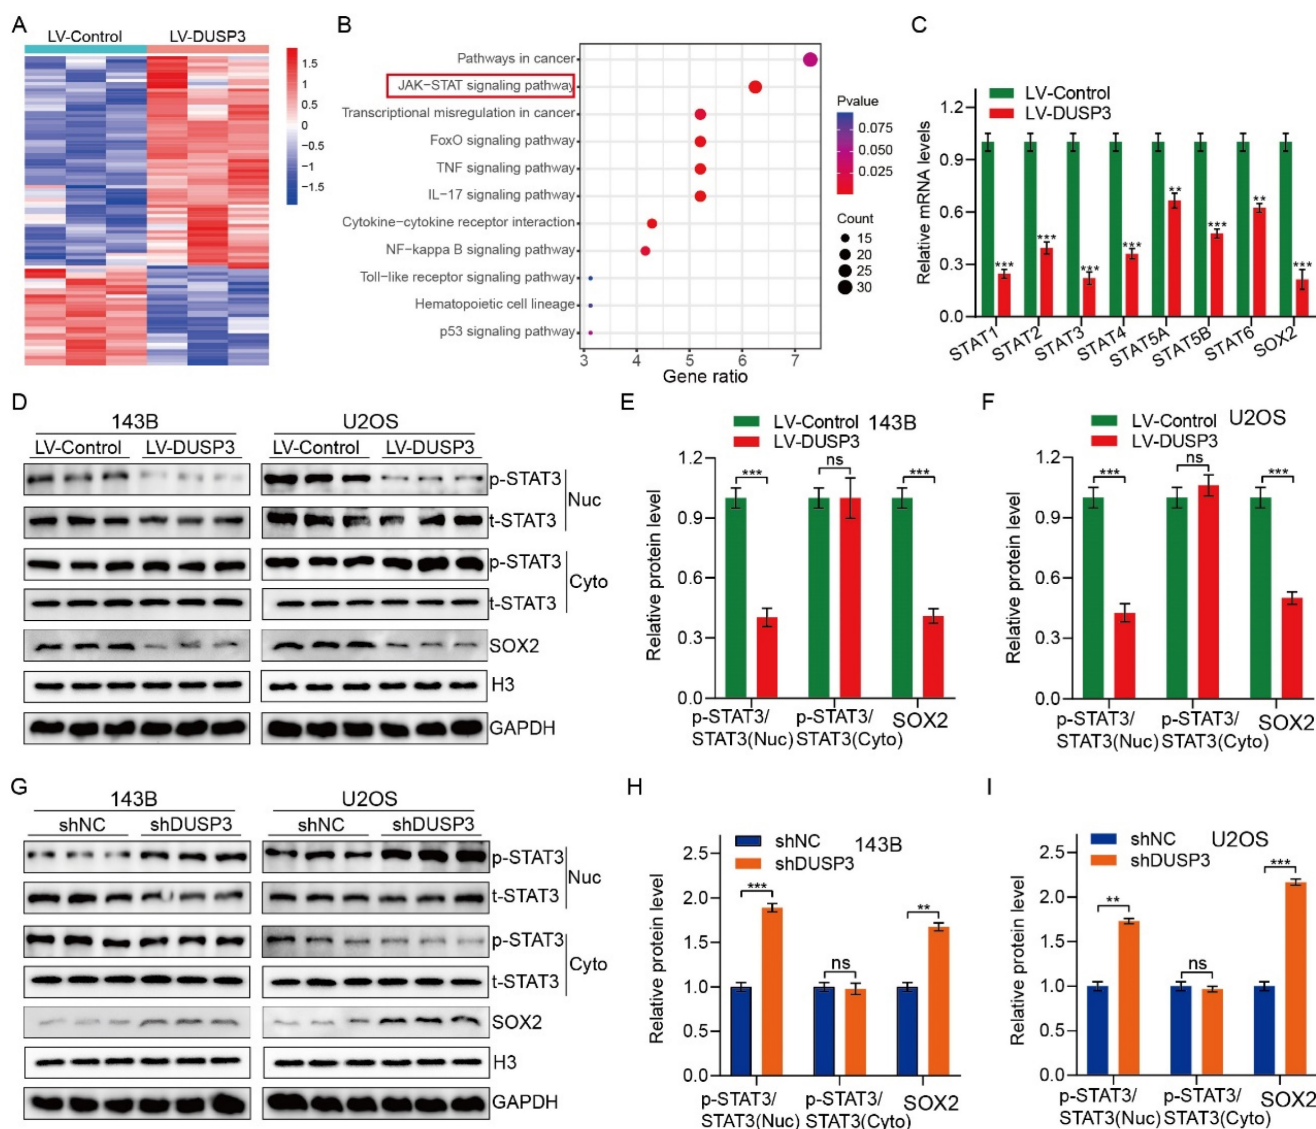 A
LV-Control LV-DUSP3
1.5
1
0.5
0
−0.5
−1
−1.5
B
Pathways in cancer
JAK−STAT signaling pathway
Transcriptional misregulation in cancer
FoxO signaling pathway
TNF signaling pathway
IL−17 signaling pathway
Cytokine−cytokine receptor interaction
NF−kappa B signaling pathway
Toll−like receptor signaling pathway
Hematopoietic cell lineage
p53 signaling pathway
3 4 5 6 7
Gene ratio
Pvalue
0.075
0.050
0.025
Count
15
20
25
30
C
LV-Control
LV-DUSP3
Relative mRNA levels
1.2
0.9
0.6
0.3
0.0
*** *** *** *** ** *** ** ***
STAT1 STAT2 STAT3 STAT4 STAT5A STAT5B STAT6 SOX2
D
143B U2OS
LV-Control LV-DUSP3 LV-Control LV-DUSP3
p-STAT3
t-STAT3
Nuc
p-STAT3
t-STAT3
Cyto
SOX2
H3
GAPDH
E
LV-Control
LV-DUSP3
143B
Relative protein level
1.2
0.9
0.6
0.3
0.0
*** ns ***
p-STAT3/ p-STAT3/ SOX2
STAT3(Nuc) STAT3(Cyto)
F
LV-Control
LV-DUSP3
U2OS
Relative protein level
1.2
0.9
0.6
0.3
0.0
*** ns ***
p-STAT3/ p-STAT3/ SOX2
STAT3(Nuc) STAT3(Cyto)
G
143B U2OS
shNC shDUSP3 shNC shDUSP3
p-STAT3
t-STAT3
Nuc
p-STAT3
t-STAT3
Cyto
SOX2
H3
GAPDH
H
shNC
shDUSP3
143B
Relative protein level
2.5
2.0
1.5
1.0
0.5
0.0
*** ns **
p-STAT3/ p-STAT3/ SOX2
STAT3(Nuc) STAT3(Cyto)
I
shNC
shDUSP3
U2OS
Relative protein level
2.5
2.0
1.5
1.0
0.5
0.0
** ns ***
p-STAT3/ p-STAT3/ SOX2
STAT3(Nuc) STAT3(Cyto)